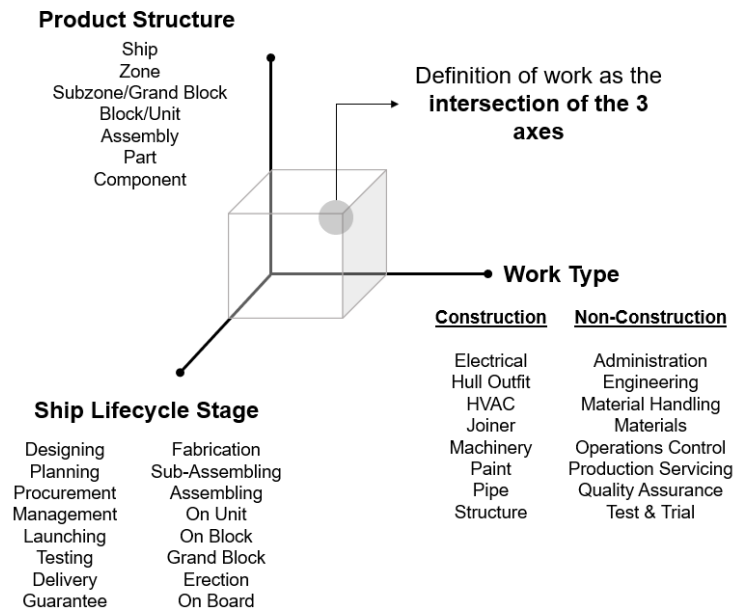 Product Structure
Ship
Zone
Subzone/Grand Block
Block/Unit
Assembly
Part
Component
Definition of work as the
intersection of the 3
axes
Work Type
Construction
Electrical
Hull Outfit
HVAC
Joiner
Machinery
Paint
Pipe
Structure
Non-Construction
Administration
Engineering
Material Handling
Materials
Operations Control
Production Servicing
Quality Assurance
Test & Trial
Ship Lifecycle Stage
Designing
Planning
Procurement
Management
Launching
Testing
Delivery
Guarantee
Fabrication
Sub-Assembling
Assembling
On Unit
On Block
Grand Block
Erection
On Board